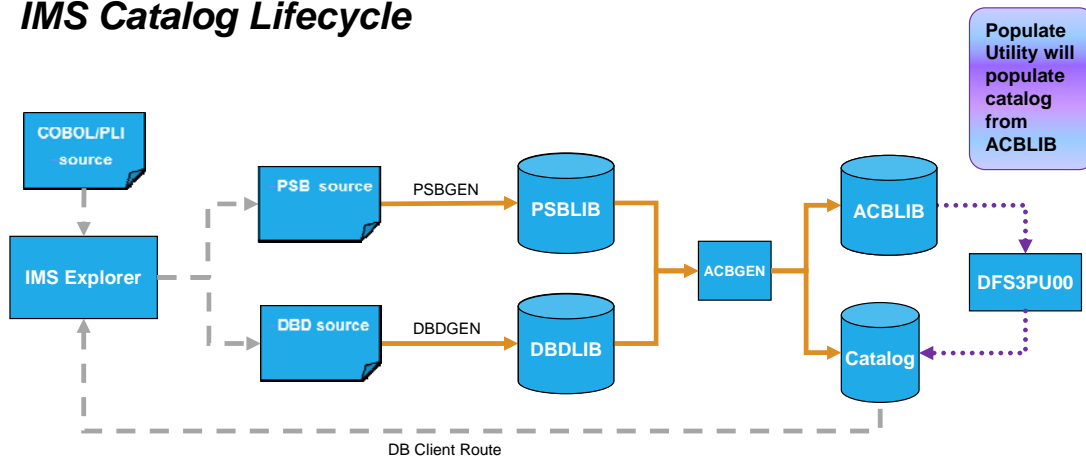 IMS Catalog Lifecycle
Populate
Utility will
populate
catalog
from
ACBLIB
COBOL/PLI
source
PSB source
PSBGEN
PSBLIB
ACBLIB
IMS Explorer
ACBGEN
DFS3PU00
DBD source
DBDGEN
DBDLIB
Catalog
DB Client Route